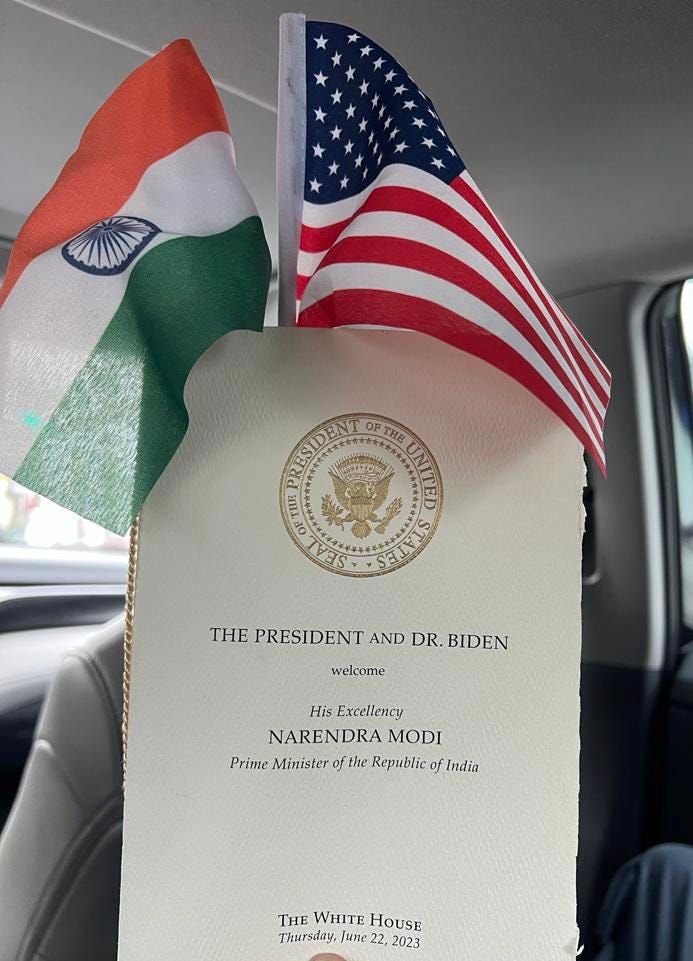 SEAL OF THE PRESIDENT OF THE UNITED STATES
THE PRESIDENT AND DR. BIDEN
welcome
His Excellency
NARENDRA MODI
Prime Minister of the Republic of India
THE WHITE HOUSE
Thursday, June 22, 2023